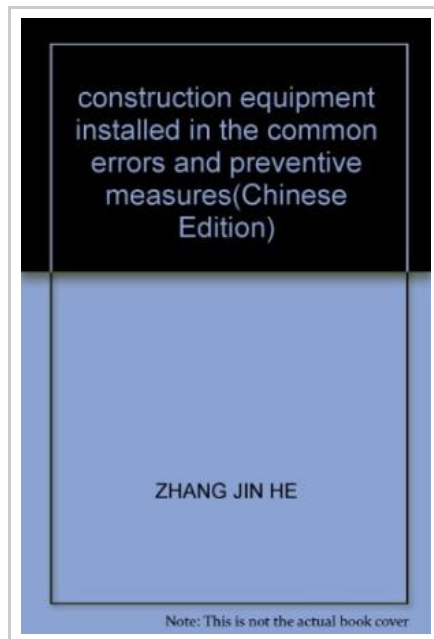 construction equipment
installed in the common
errors and preventive
measures(Chinese
Edition)
ZHANG JIN HE
Note: This is not the actual book cover